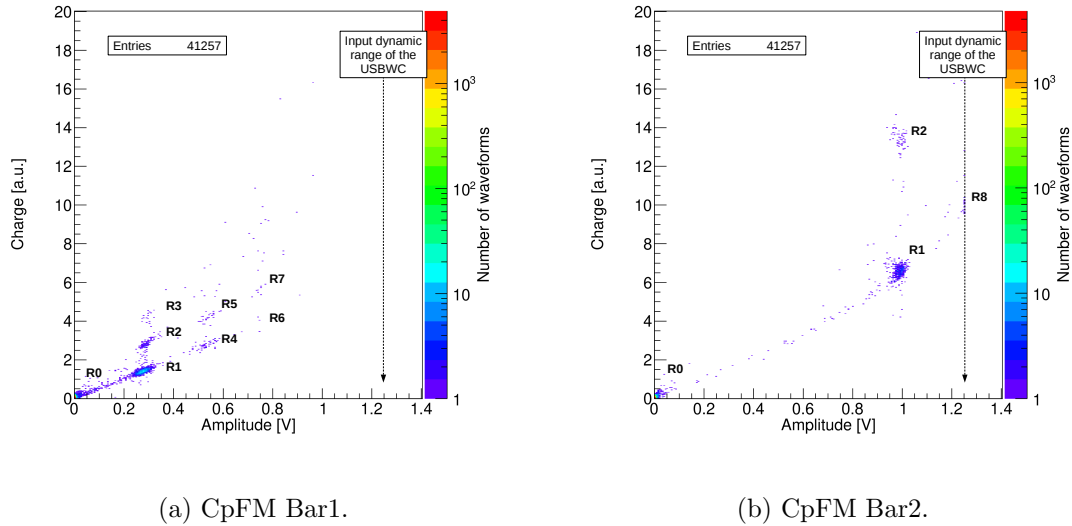 20
18
16
14
12
10
8
6
4
2
0
Charge [a.u.]
Entries 41257
Input dynamic
range of the
USBWC
R0
R1
R2
R3
R4
R5
R6
R7
0 0.2 0.4 0.6 0.8 1 1.2 1.4
Amplitude [V]
10³
10²
10
1
Number of waveforms
(a) CpFM Bar1.
20
18
16
14
12
10
8
6
4
2
0
Charge [a.u.]
Entries 41257
Input dynamic
range of the
USBWC
R2
R8
R1
R0
0 0.2 0.4 0.6 0.8 1 1.2 1.4
Amplitude [V]
10³
10²
10
1
Number of waveforms
(b) CpFM Bar2.